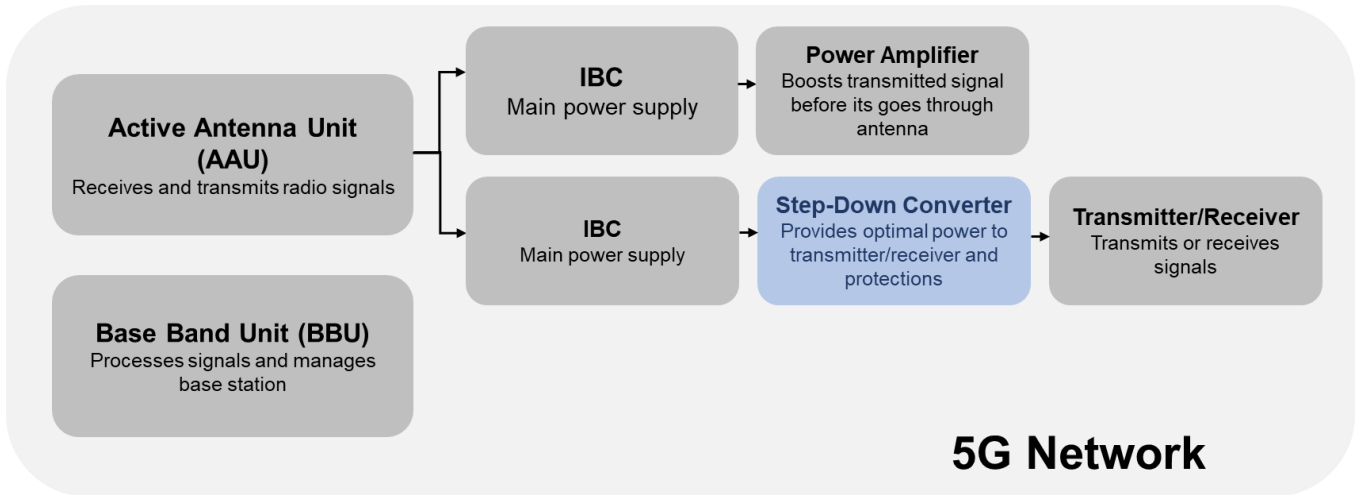 Active Antenna Unit
(AAU)
Receives and transmits radio signals
IBC
Main power supply
Power Amplifier
Boosts transmitted signal
before its goes through
antenna
IBC
Main power supply
Step-Down Converter
Provides optimal power to
transmitter/receiver and
protections
Transmitter/Receiver
Transmits or receives
signals
Base Band Unit (BBU)
Processes signals and manages
base station
5G Network